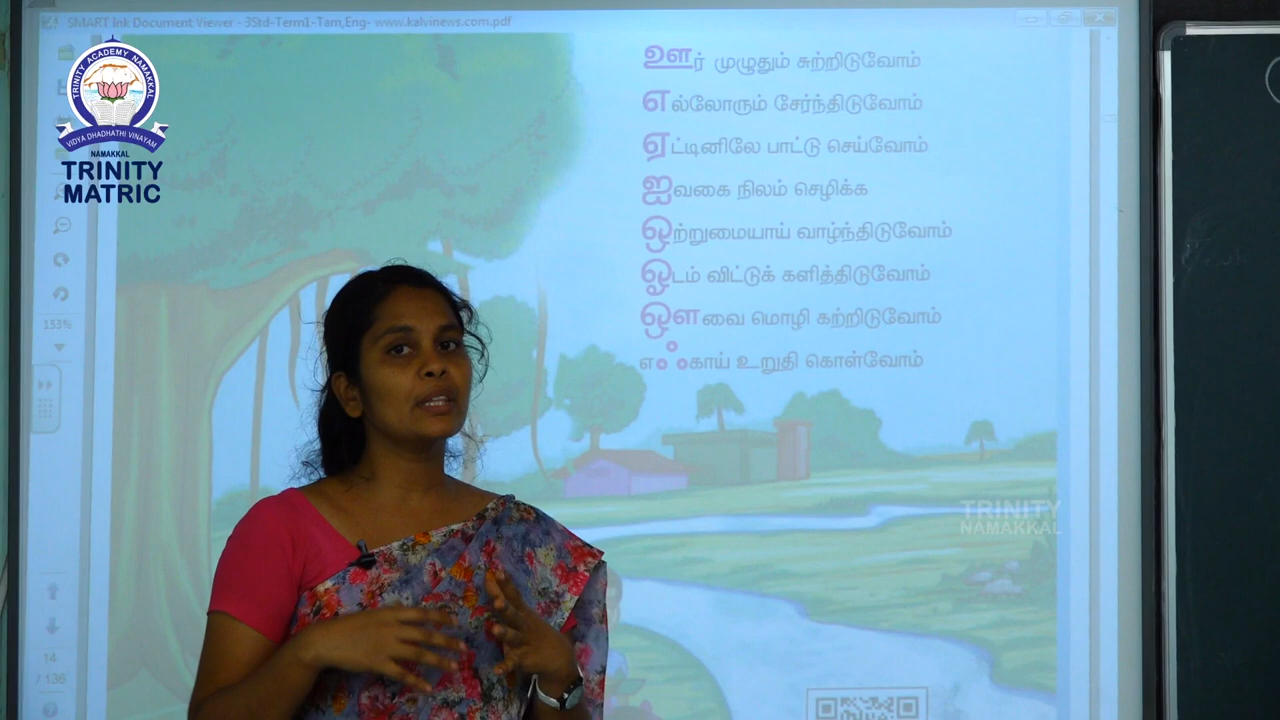 SMART Ink Document Viewer - 3Std-Term1-Tam,Eng- www.kalvinews.com.pdf
TRINITY ACADEMY NAMAKKAL
VIDYA DHADHATHI VINAYAM
NAMAKKAL
TRINITY
MATRIC
ஊர் முழுதும் சுற்றிடுவோம்
எல்லோரும் சேர்ந்திடுவோம்
ஏட்டினிலே பாட்டு செய்வோம்
ஐவகை நிலம் செழிக்க
ஒற்றுமையாய் வாழ்ந்திடுவோம்
ஓடம் விட்டுக் களித்திடுவோம்
ஔவை மொழி கற்றிடுவோம்
எஃகாய் உறுதி கொள்வோம்
153%
14
/ 136
TRINITY
NAMAKKAL